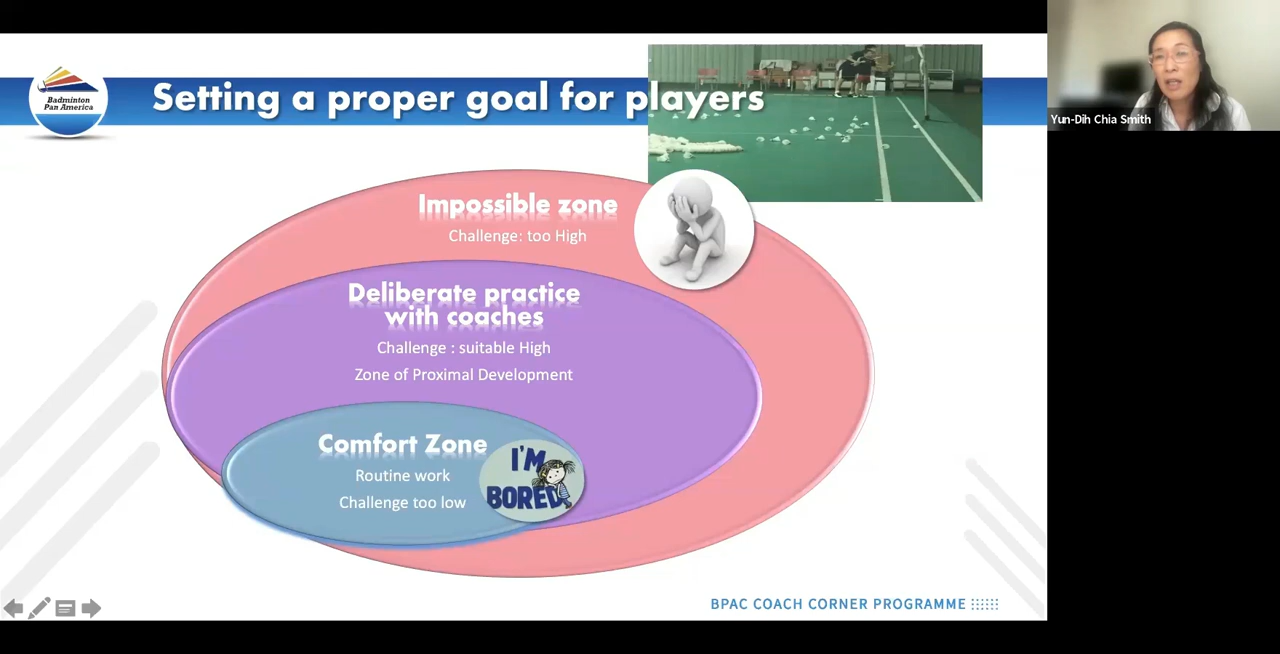 Badminton
Pan America
Setting a proper goal for players
Yun-Dih Chia Smith
Impossible zone
Challenge: too High
Deliberate practice
with coaches
Challenge : suitable High
Zone of Proximal Development
Comfort Zone
Routine work
Challenge too low
I'M
BORED
BPAC COACH CORNER PROGRAMME